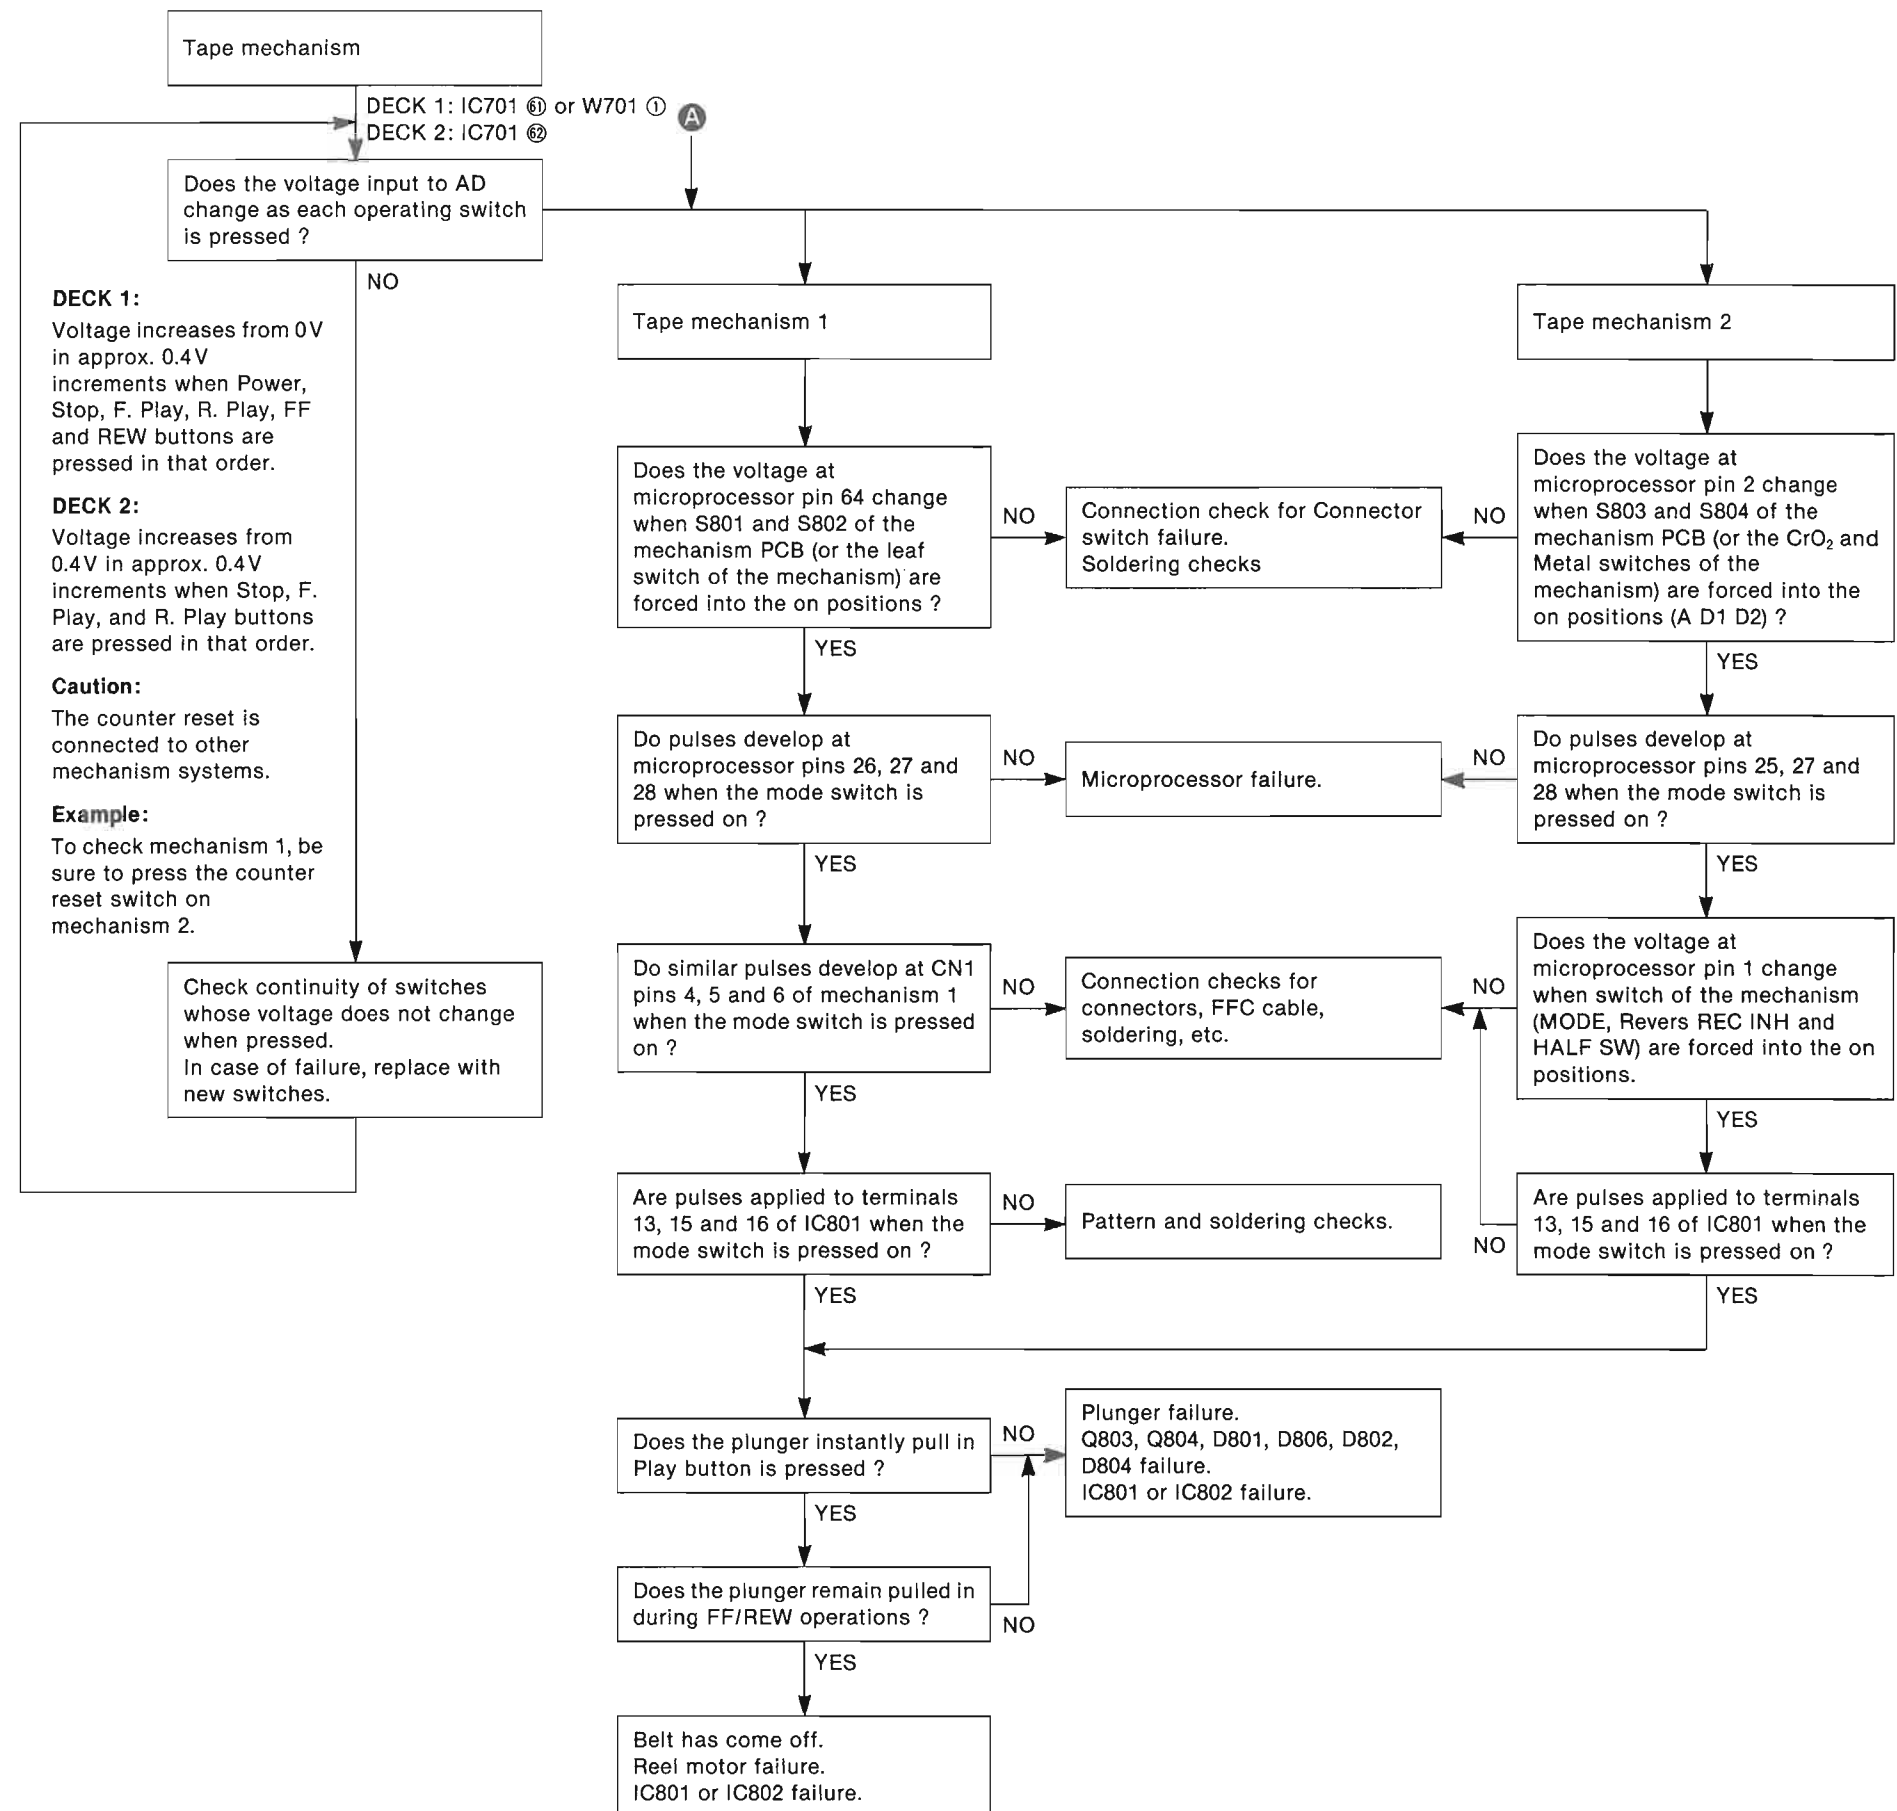 Tape mechanism
DECK 1: IC701 ㊿ or W701 ①
DECK 2: IC701
A
Does the voltage input to AD
change as each operating switch
is pressed ?
NO
DECK 1:
Voltage increases from 0V
in approx. 0.4V
increments when Power,
Stop, F. Play, R. Play, FF
and REW buttons are
pressed in that order.
DECK 2:
Voltage increases from
0.4V in approx. 0.4V
increments when Stop, F.
Play, and R. Play buttons
are pressed in that order.
Caution:
The counter reset is
connected to other
mechanism systems.
Example:
To check mechanism 1, be
sure to press the counter
reset switch on
mechanism 2.
Check continuity of switches
whose voltage does not change
when pressed.
In case of failure, replace with
new switches.
Tape mechanism 1
Does the voltage at
microprocessor pin 64 change
when S801 and S802 of the
mechanism PCB (or the leaf
switch of the mechanism) are
forced into the on positions ?
NO
Connection check for Connector
switch failure.
Soldering checks
YES
Do pulses develop at
microprocessor pins 26, 27 and
28 when the mode switch is
pressed on ?
NO
Microprocessor failure.
YES
Do similar pulses develop at CN1
pins 4, 5 and 6 of mechanism 1
when the mode switch is pressed
on ?
NO
Connection checks for
connectors, FFC cable,
soldering, etc.
YES
Are pulses applied to terminals
13, 15 and 16 of IC801 when the
mode switch is pressed on ?
NO
Pattern and soldering checks.
YES
Tape mechanism 2
Does the voltage at
microprocessor pin 2 change
when S803 and S804 of the
mechanism PCB (or the CrO₂ and
Metal switches of the
mechanism) are forced into the
on positions (A D1 D2) ?
NO
YES
Do pulses develop at
microprocessor pins 25, 27 and
28 when the mode switch is
pressed on ?
NO
YES
Does the voltage at
microprocessor pin 1 change
when switch of the mechanism
(MODE, Revers REC INH and
HALF SW) are forced into the on
positions.
NO
YES
Are pulses applied to terminals
13, 15 and 16 of IC801 when the
mode switch is pressed on ?
NO
YES
Does the plunger instantly pull in
Play button is pressed ?
NO
Plunger failure.
Q803, Q804, D801, D806, D802,
D804 failure.
IC801 or IC802 failure.
YES
Does the plunger remain pulled in
during FF/REW operations ?
NO
YES
Belt has come off.
Reel motor failure.
IC801 or IC802 failure.